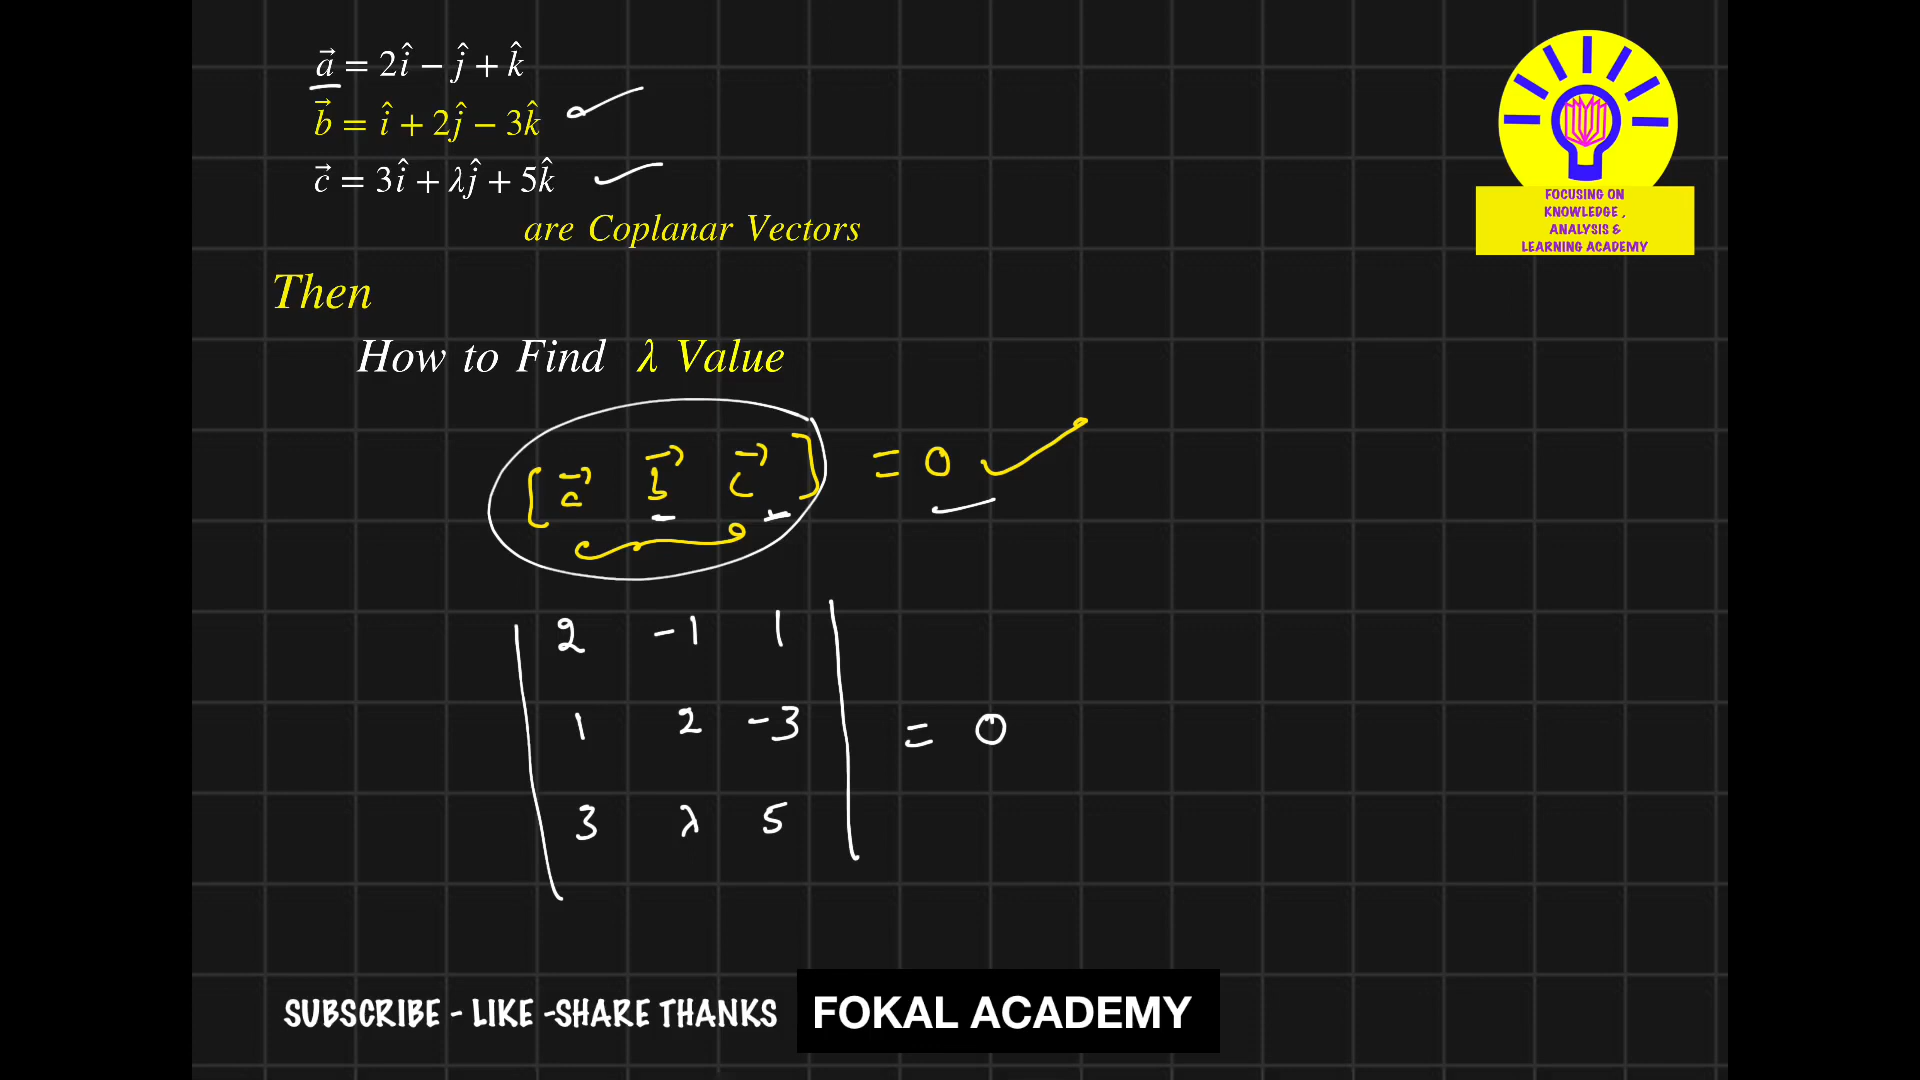 a⃗ = 2î − ĵ + k̂
b⃗ = î + 2ĵ − 3k̂
c⃗ = 3î + λĵ + 5k̂
are Coplanar Vectors
Then
How to Find λ Value
[a⃗ b⃗ c⃗] = 0
2 -1 1
1 2 -3 = 0
3 λ 5
FOCUSING ON
KNOWLEDGE ,
ANALYSIS &
LEARNING ACADEMY
SUBSCRIBE - LIKE -SHARE THANKS FOKAL ACADEMY